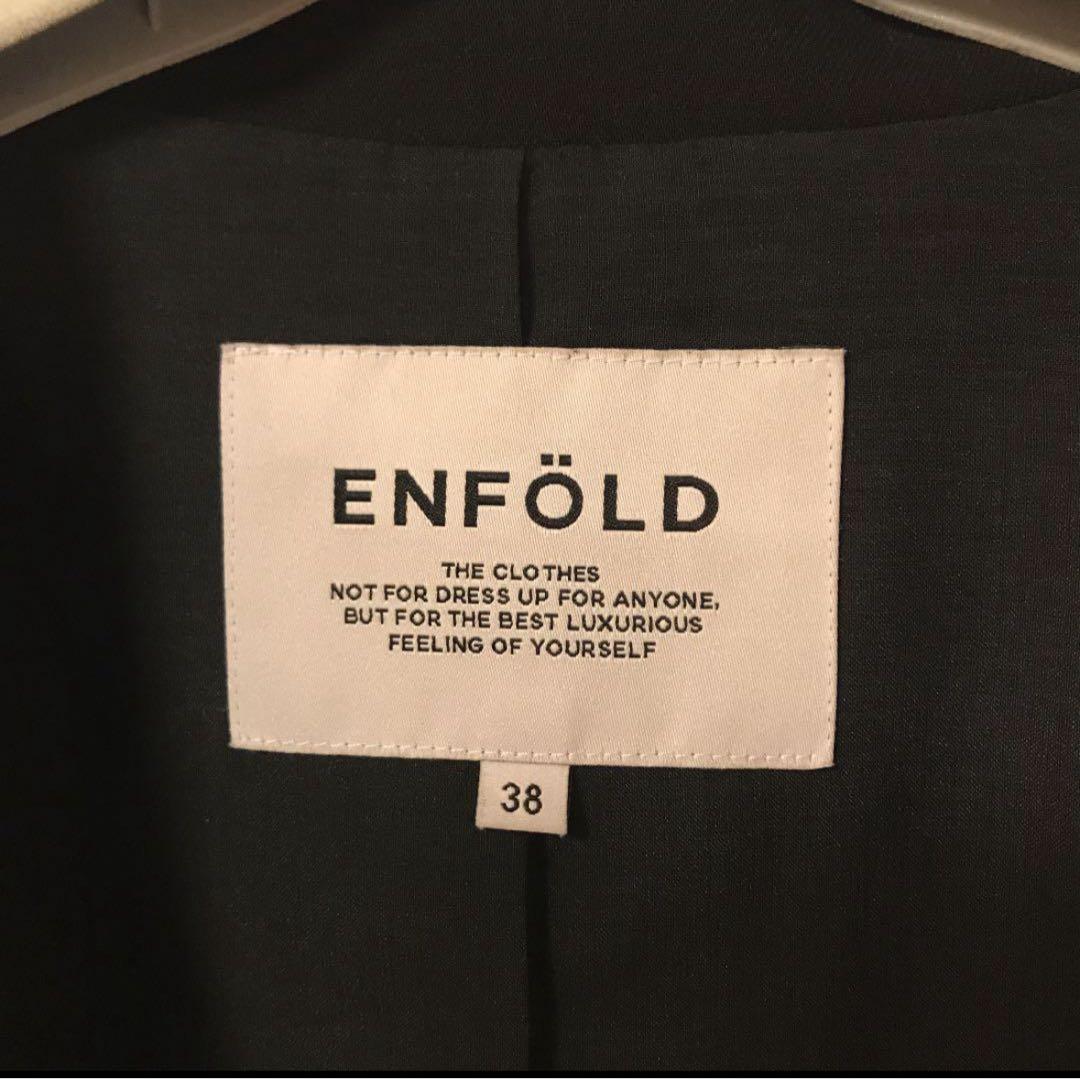 ENFÖLD
THE CLOTHES
NOT FOR DRESS UP FOR ANYONE,
BUT FOR THE BEST LUXURIOUS
FEELING OF YOURSELF
38